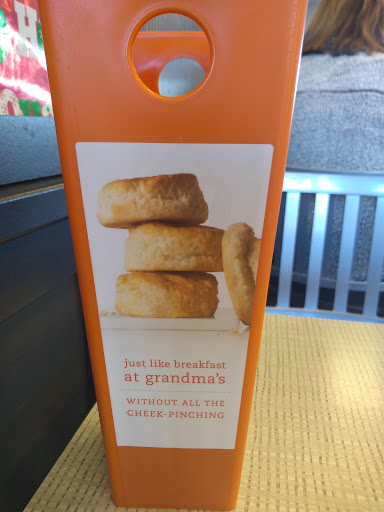 just like breakfast
at grandma's
WITHOUT ALL THE
CHEEK-PINCHING